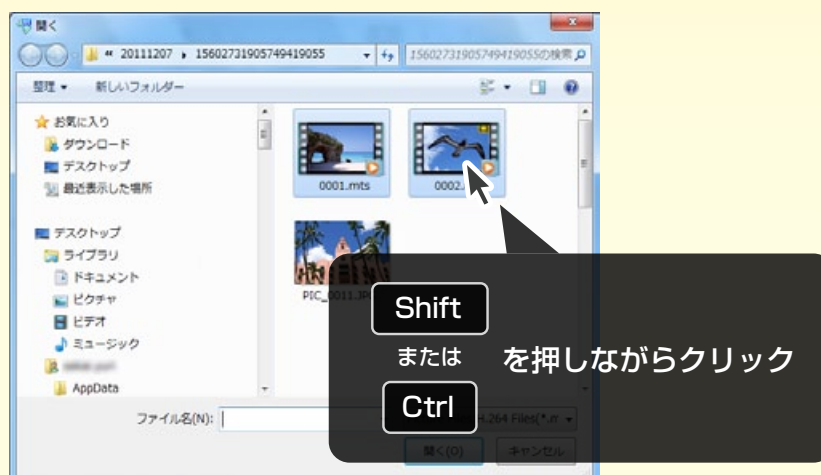 開く
« 20111207 ▸ 15602731905749419055
15602731905749419055の検索
整理 ▼ 新しいフォルダー
お気に入り
ダウンロード
デスクトップ
最近表示した場所
デスクトップ
ライブラリ
ドキュメント
ピクチャ
ビデオ
ミュージック
AppData
0001.mts
0002.
PIC_0011.JP
Shift
または
Ctrl
を押しながらクリック
ファイル名(N):
H.264 Files(*.m
開く(O)
キャンセル